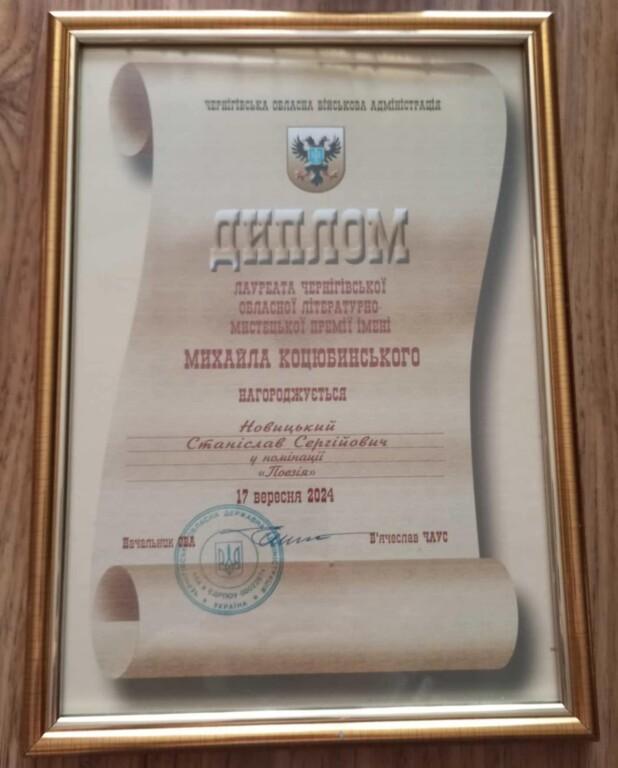 ЧЕРНІГІВСЬКА ОБЛАСНА ВІЙСЬКОВА АДМІНІСТРАЦІЯ
ДИПЛОМ
ЛАУРЕАТА ЧЕРНІГІВСЬКОЇ
ОБЛАСНОЇ ЛІТЕРАТУРНО-
МИСТЕЦЬКОЇ ПРЕМІЇ ІМЕНІ
МИХАЙЛА КОЦЮБИНСЬКОГО
НАГОРОДЖУЄТЬСЯ
Новицький
Станіслав Сергійович
у номінації
«Поезія»
17 вересня 2024
Начальник ОВА
В'ячеслав ЧАУС
УКРАЇНА